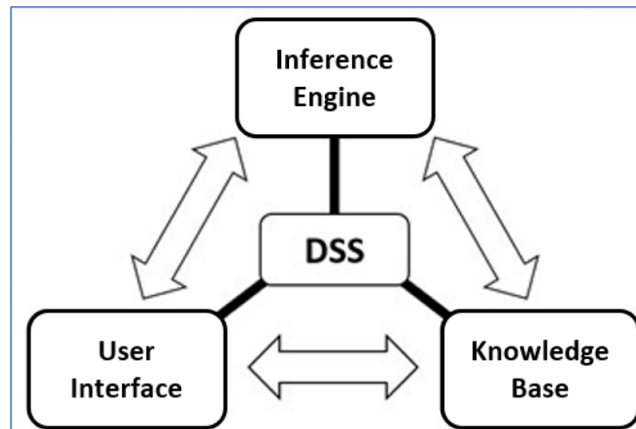 Inference
Engine
DSS
User
Interface
Knowledge
Base